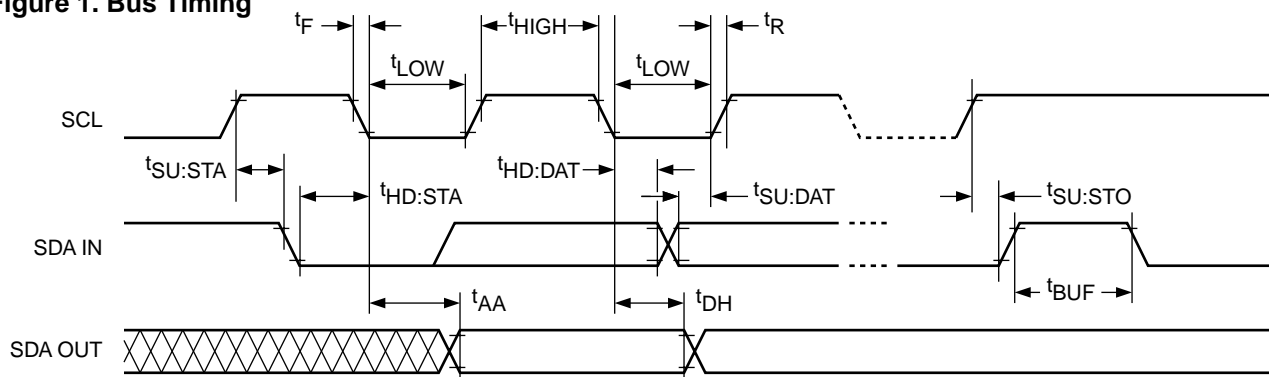 Figure 1. Bus Timing
tF
tHIGH
tR
tLOW
tLOW
SCL
tSU:STA
tHD:STA
tHD:DAT
tSU:DAT
tSU:STO
SDA IN
tBUF
tAA
tDH
SDA OUT